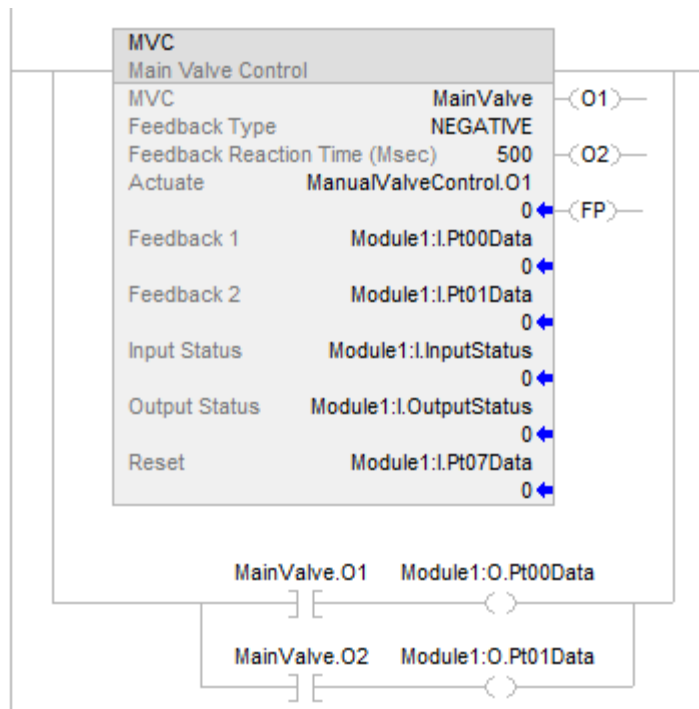 MVC
Main Valve Control
MVC MainValve (O1)
Feedback Type NEGATIVE
Feedback Reaction Time (Msec) 500 (O2)
Actuate ManualValveControl.O1
0 (FP)
Feedback 1 Module1:I.Pt00Data
0
Feedback 2 Module1:I.Pt01Data
0
Input Status Module1:I.InputStatus
0
Output Status Module1:I.OutputStatus
0
Reset Module1:I.Pt07Data
0
MainValve.O1 Module1:O.Pt00Data
MainValve.O2 Module1:O.Pt01Data